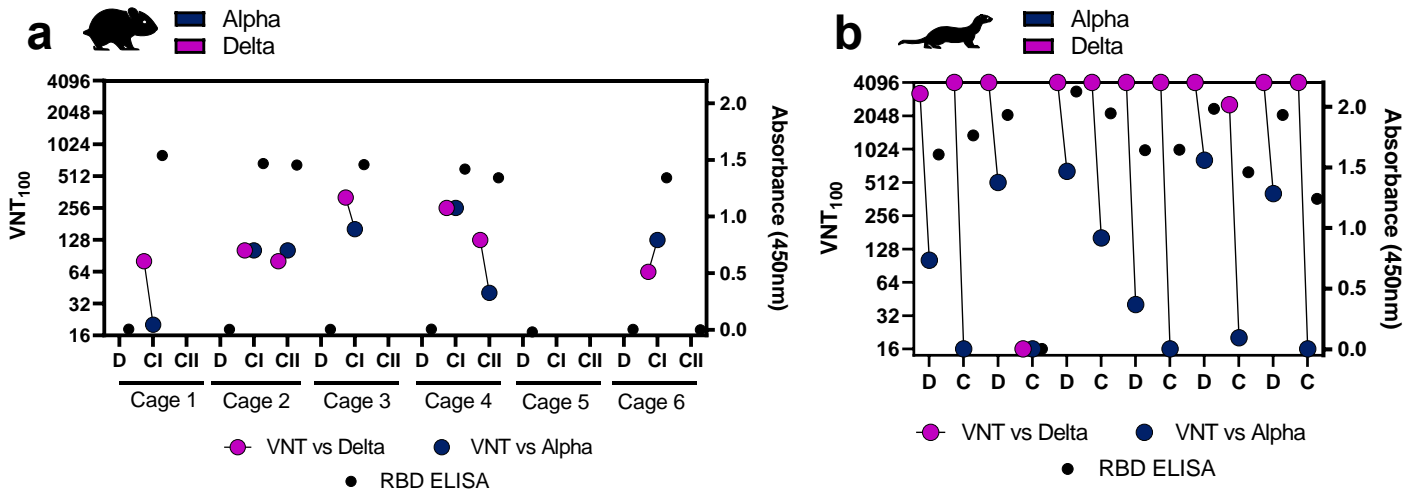 a
Alpha
Delta
4096
2048
1024
512
256
128
64
32
16
VNT100
2.0
1.5
1.0
0.5
0.0
Absorbance (450nm)
D CI CII D CI CII D CI CII D CI CII D CI CII D CI CII
Cage 1 Cage 2 Cage 3 Cage 4 Cage 5 Cage 6
VNT vs Delta VNT vs Alpha
RBD ELISA
b
Alpha
Delta
4096
2048
1024
512
256
128
64
32
16
VNT100
2.0
1.5
1.0
0.5
0.0
Absorbance (450nm)
D C D C D C D C D C D C
VNT vs Delta VNT vs Alpha
RBD ELISA